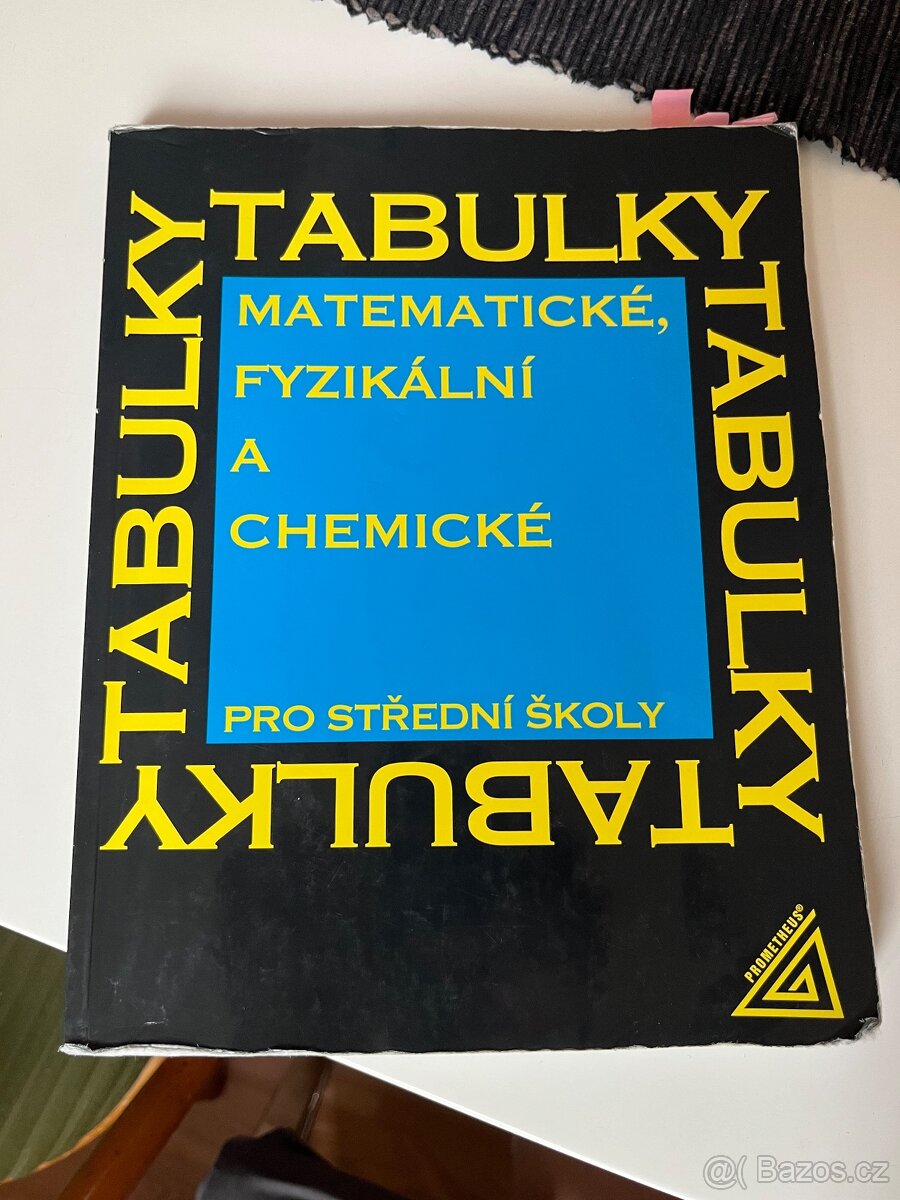 TABULKY
TABULKY
TABULKY
TABULKY
MATEMATICKÉ,
FYZIKÁLNÍ
A
CHEMICKÉ
PRO STŘEDNÍ ŠKOLY
PROMETHEUS®
@( Bazos.cz